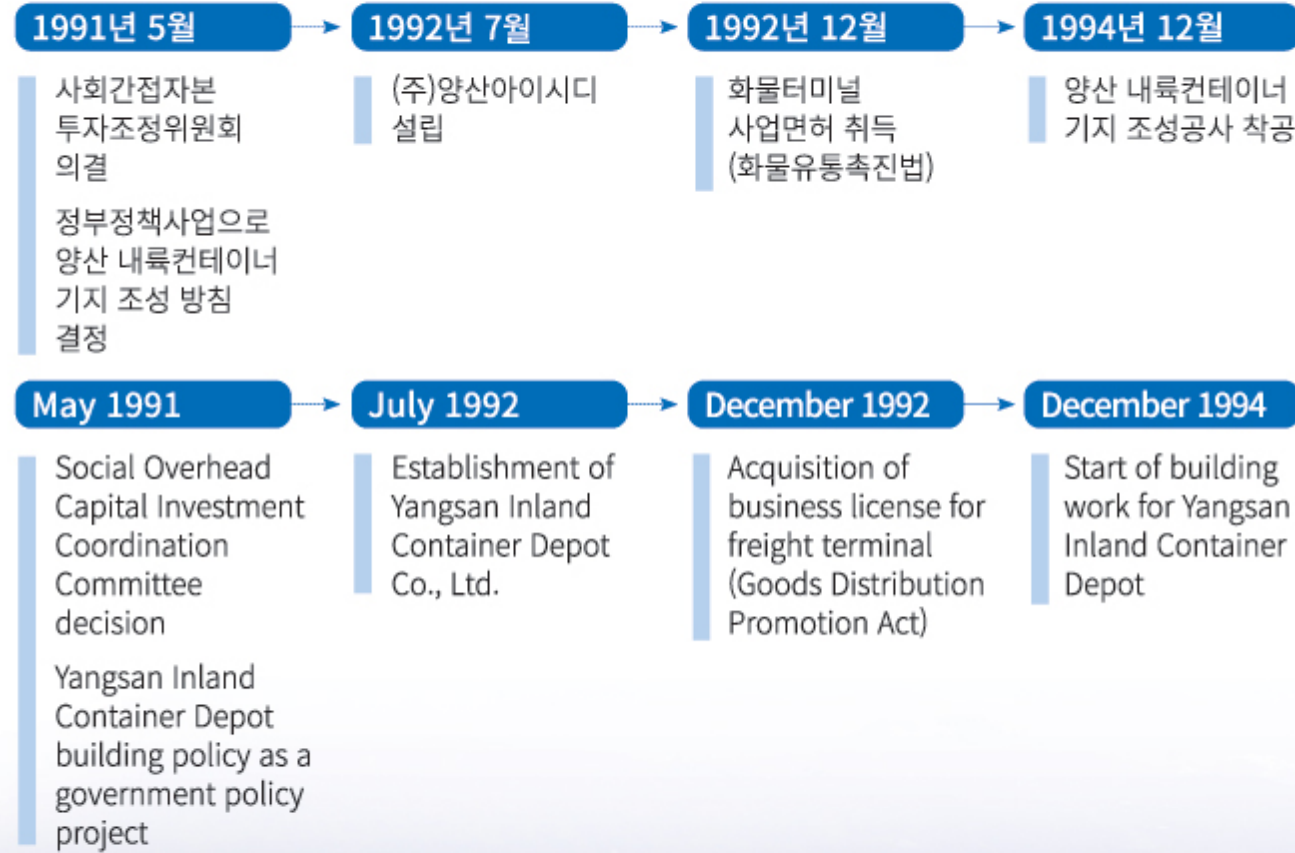 1991년 5월
사회간접자본
투자조정위원회
의결
정부정책사업으로
양산 내륙컨테이너
기지 조성 방침
결정
1992년 7월
(주)양산아이시디
설립
1992년 12월
화물터미널
사업면허 취득
(화물유통촉진법)
1994년 12월
양산 내륙컨테이너
기지 조성공사 착공
May 1991
Social Overhead
Capital Investment
Coordination
Committee
decision
Yangsan Inland
Container Depot
building policy as a
government policy
project
July 1992
Establishment of
Yangsan Inland
Container Depot
Co., Ltd.
December 1992
Acquisition of
business license for
freight terminal
(Goods Distribution
Promotion Act)
December 1994
Start of building
work for Yangsan
Inland Container
Depot